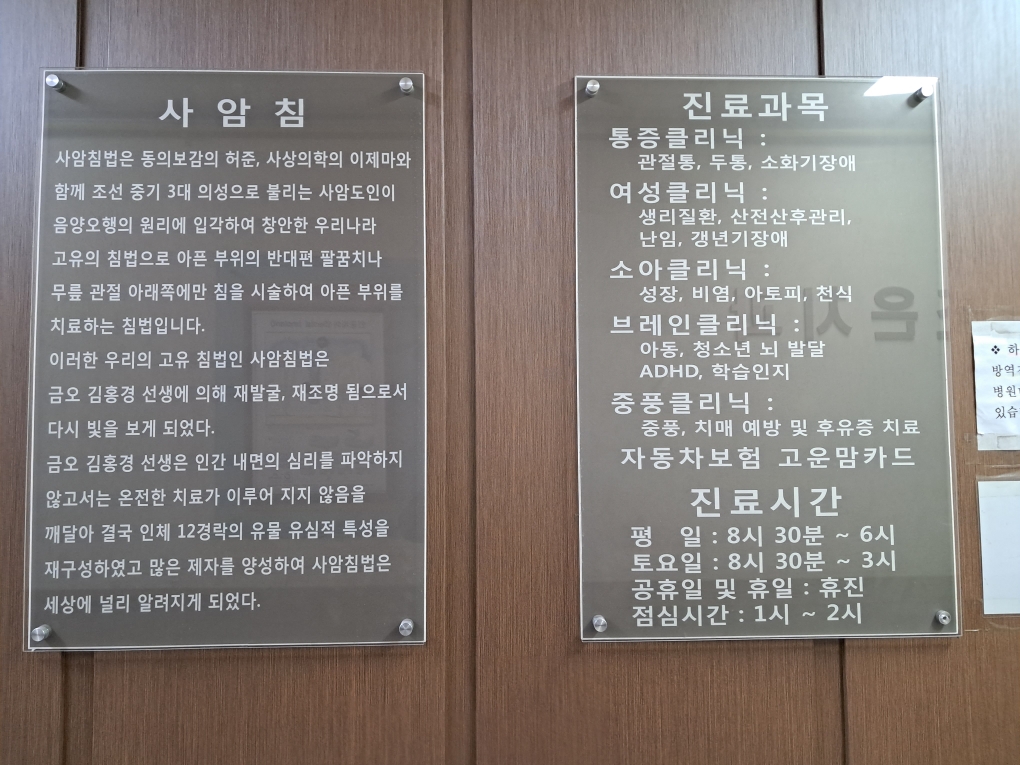 사 암 침
사암침법은 동의보감의 허준, 사상의학의 이제마와
함께 조선 중기 3대 의성으로 불리는 사암도인이
음양오행의 원리에 입각하여 창안한 우리나라
고유의 침법으로 아픈 부위의 반대편 팔꿈치나
무릎 관절 아래쪽에만 침을 시술하여 아픈 부위를
치료하는 침법입니다.
이러한 우리의 고유 침법인 사암침법은
금오 김홍경 선생에 의해 재발굴, 재조명 됨으로서
다시 빛을 보게 되었다.
금오 김홍경 선생은 인간 내면의 심리를 파악하지
않고서는 온전한 치료가 이루어 지지 않음을
깨달아 결국 인체 12경락의 유물 유심적 특성을
재구성하였고 많은 제자를 양성하여 사암침법은
세상에 널리 알려지게 되었다.
진료과목
통증클리닉 :
관절통, 두통, 소화기장애
여성클리닉 :
생리질환, 산전산후관리,
난임, 갱년기장애
소아클리닉 :
성장, 비염, 아토피, 천식
브레인클리닉 :
아동, 청소년 뇌 발달
ADHD, 학습인지
중풍클리닉 :
중풍, 치매 예방 및 후유증 치료
자동차보험 고운맘카드
진료시간
평 일 : 8시 30분 ~ 6시
토요일 : 8시 30분 ~ 3시
공휴일 및 휴일 : 휴진
점심시간 : 1시 ~ 2시
❖ 하
방역
병원
있습